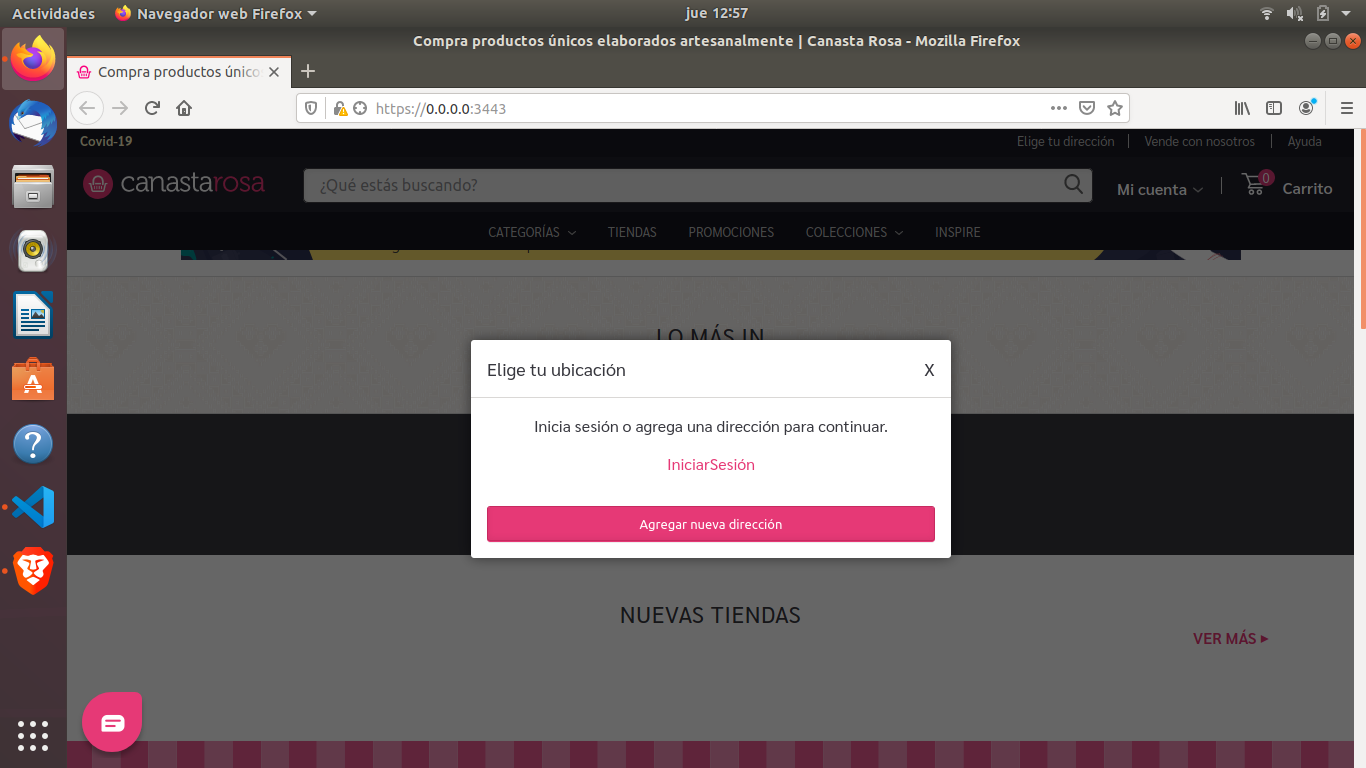 Actividades
Navegador web Firefox
jue 12:57
Compra productos únicos elaborados artesanalmente | Canasta Rosa - Mozilla Firefox
Compra productos único
https://0.0.0.0:3443
Covid-19
Elige tu dirección
Vende con nosotros
Ayuda
canastarosa
¿Qué estás buscando?
Mi cuenta
0
Carrito
CATEGORÍAS
TIENDAS
PROMOCIONES
COLECCIONES
INSPIRE
LO MÁS IN
Elige tu ubicación
X
Inicia sesión o agrega una dirección para continuar.
IniciarSesión
Agregar nueva dirección
NUEVAS TIENDAS
VER MÁS